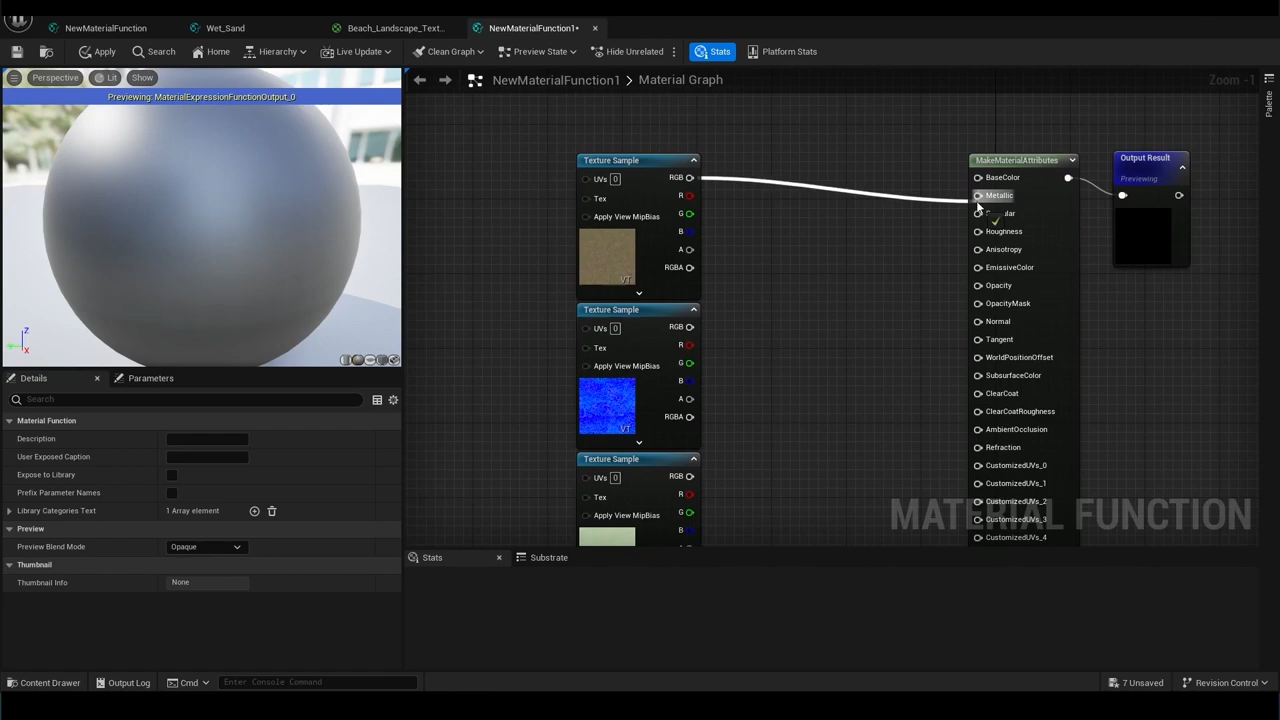 NewMaterialFunction
Wet_Sand
Beach_Landscape_Text...
NewMaterialFunction1•
Apply
Search
Home
Hierarchy
Live Update
Clean Graph
Preview State
Hide Unrelated
Stats
Platform Stats
Perspective
Lit
Show
Previewing: MaterialExpressionFunctionOutput_0
NewMaterialFunction1 > Material Graph
Zoom -1
Palette
Z
X
Texture Sample
UVs 0
Tex
Apply View MipBias
RGB
R
G
B
A
RGBA
VT
Texture Sample
UVs 0
Tex
Apply View MipBias
RGB
R
G
B
A
RGBA
VT
Texture Sample
UVs 0
Tex
Apply View MipBias
RGB
R
G
B
MakeMaterialAttributes
BaseColor
Metallic
Roughness
Anisotropy
EmissiveColor
Opacity
OpacityMask
Normal
Tangent
WorldPositionOffset
SubsurfaceColor
ClearCoat
ClearCoatRoughness
AmbientOcclusion
Refraction
CustomizedUVs_0
CustomizedUVs_1
CustomizedUVs_2
CustomizedUVs_3
CustomizedUVs_4
Output Result
Previewing
MATERIAL FUNCTION
Details
Parameters
Search
Material Function
Description
User Exposed Caption
Expose to Library
Prefix Parameter Names
Library Categories Text
1 Array element
Preview
Preview Blend Mode
Opaque
Thumbnail
Thumbnail Info
None
Stats
Substrate
Content Drawer
Output Log
Cmd
Enter Console Command
7 Unsaved
Revision Control